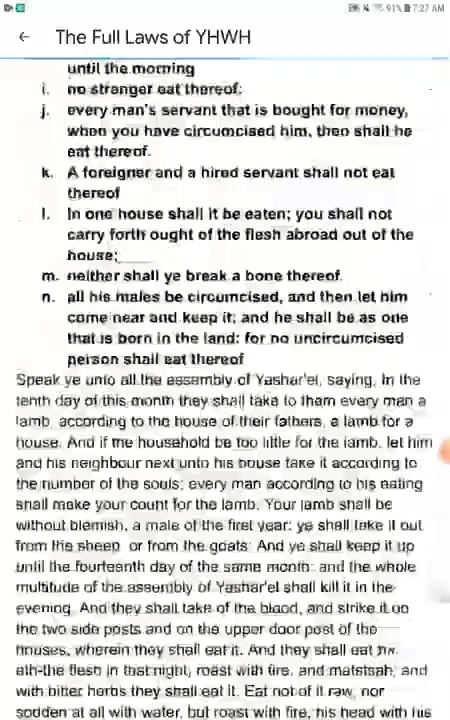 91% 7:27 AM
← The Full Laws of YHWH
until the morning
i. no stranger eat thereof:
j. every man's servant that is bought for money,
when you have circumcised him, then shall he
eat thereof.
k. A foreigner and a hired servant shall not eat
thereof
l. In one house shall it be eaten; you shall not
carry forth ought of the flesh abroad out of the
house;
m. neither shall ye break a bone thereof.
n. all his males be circumcised, and then let him
come near and keep it; and he shall be as one
that is born in the land: for no uncircumcised
person shall eat thereof
Speak ye unto all the assembly of Yashar'el, saying, In the
tenth day of this month they shall take to them every man a
lamb, according to the house of their fathers, a lamb for a
house. And if the household be too little for the lamb, let him
and his neighbour next unto his house take it according to
the number of the souls; every man according to his eating
shall make your count for the lamb. Your lamb shall be
without blemish, a male of the first year: ye shall take it out
from the sheep or from the goats: And ye shall keep it up
until the fourteenth day of the same month: and the whole
multitude of the assembly of Yashar'el shall kill it in the
evening. And they shall take of the blood, and strike it on
the two side posts and on the upper door post of the
houses, wherein they shall eat it. And they shall eat
eth-the flesh in that night, roast with fire, and matstsah; and
with bitter herbs they shall eat it. Eat not of it raw, nor
sodden at all with water, but roast with fire, his head with his